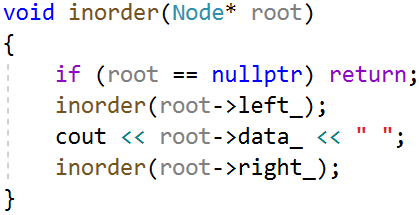 void inorder(Node* root)
{
    if (root == nullptr) return;
    inorder(root->left_);
    cout << root->data_ << " ";
    inorder(root->right_);
}